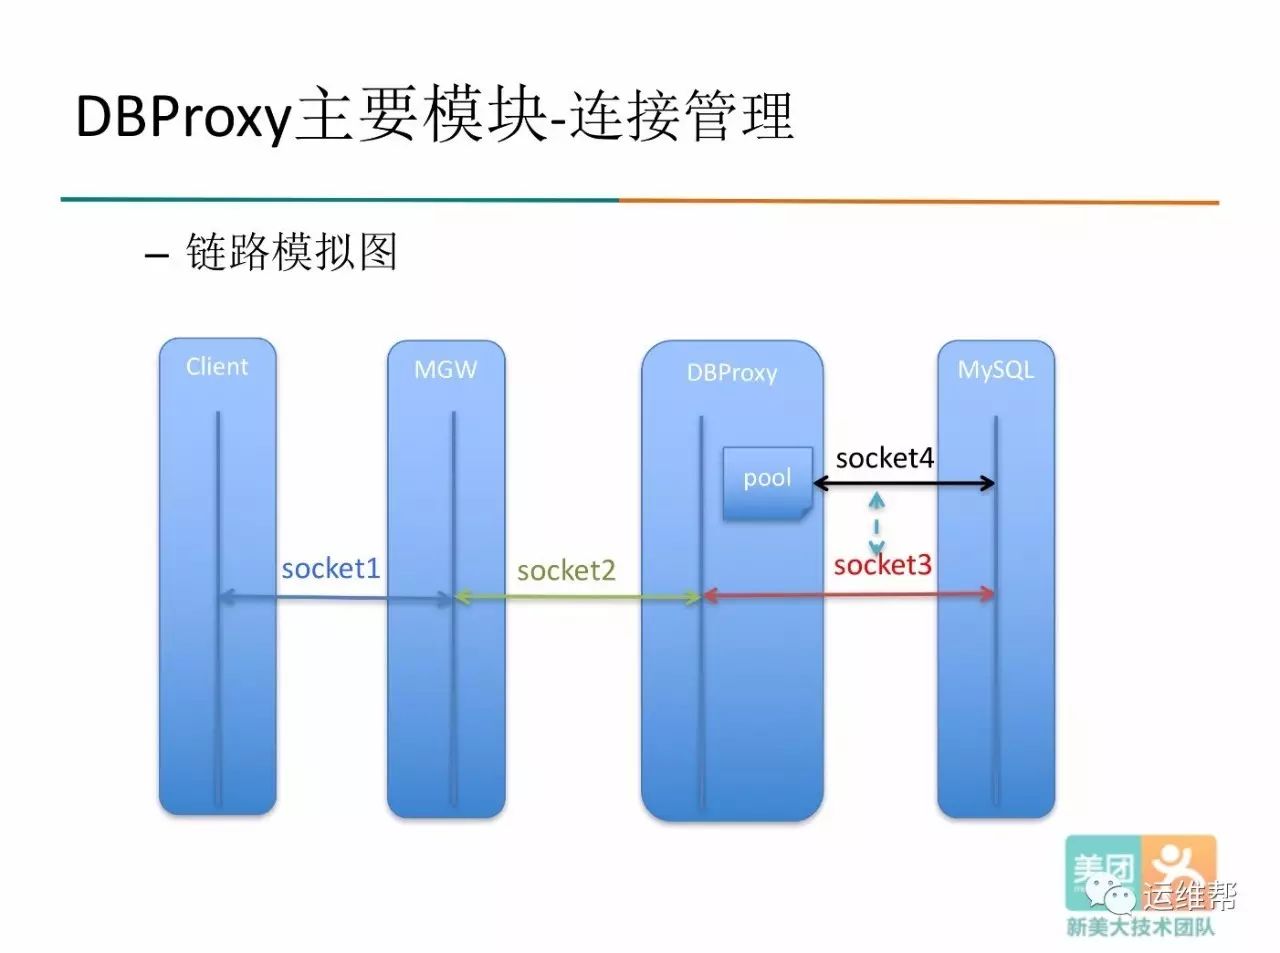 DBProxy主要模块-连接管理
– 链路模拟图
Client
MGW
DBProxy
MySQL
pool
socket4
socket1
socket2
socket3
美团
运维帮
新美大技术团队